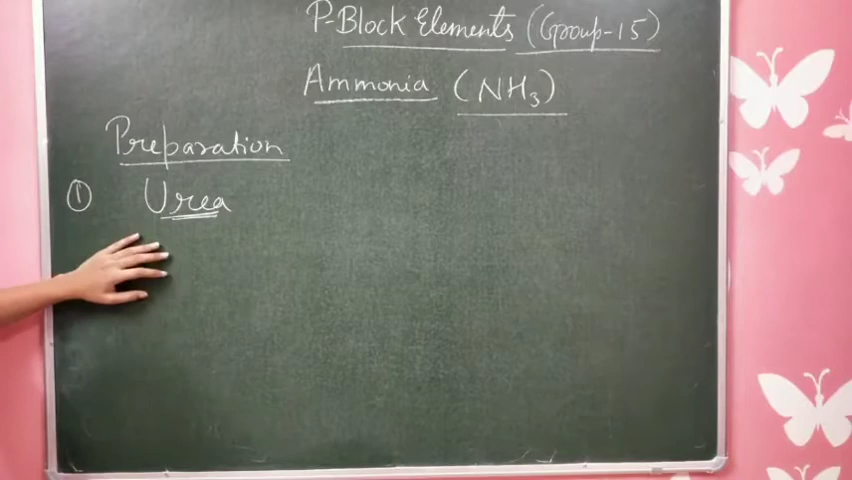 P-Block Elements (Group-15)
Ammonia (NH₃)
Preparation
① Urea